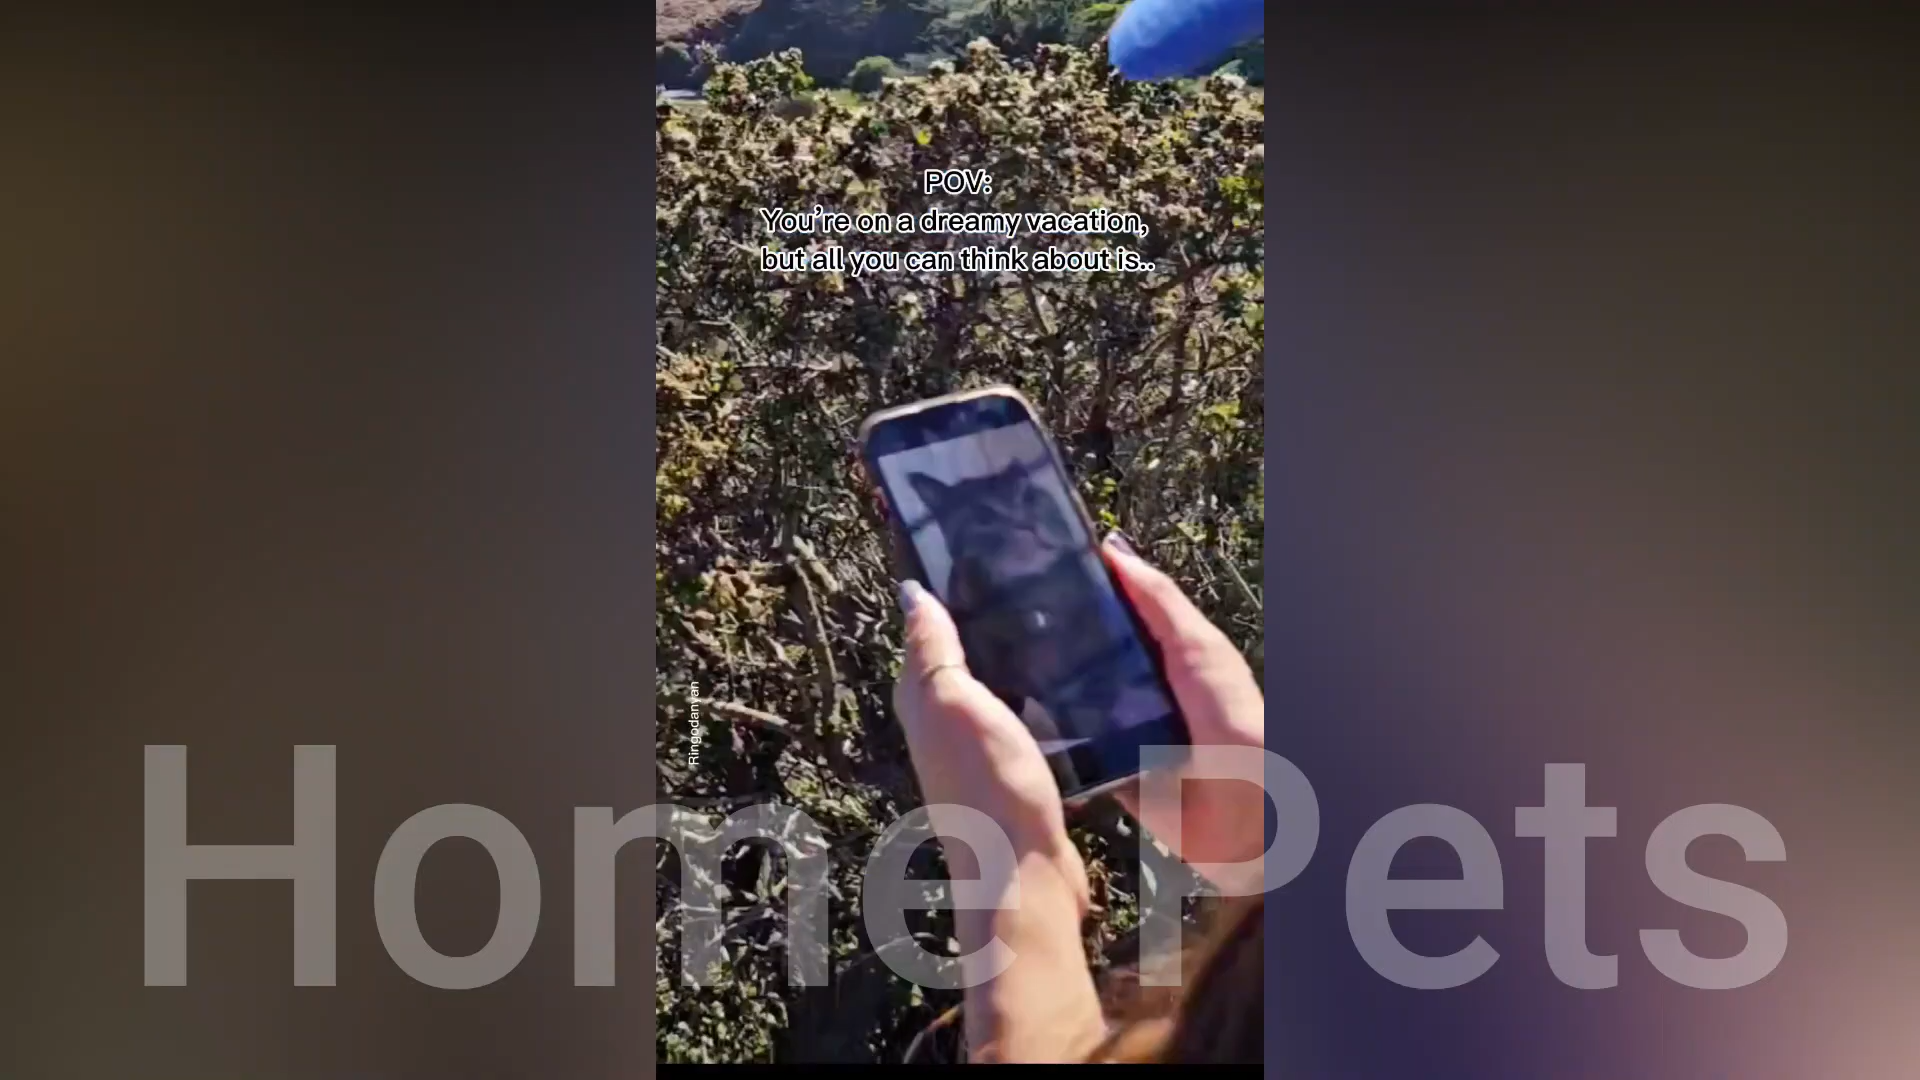 POV:
You're on a dreamy vacation,
but all you can think about is..
Ringodanyan
Home Pets